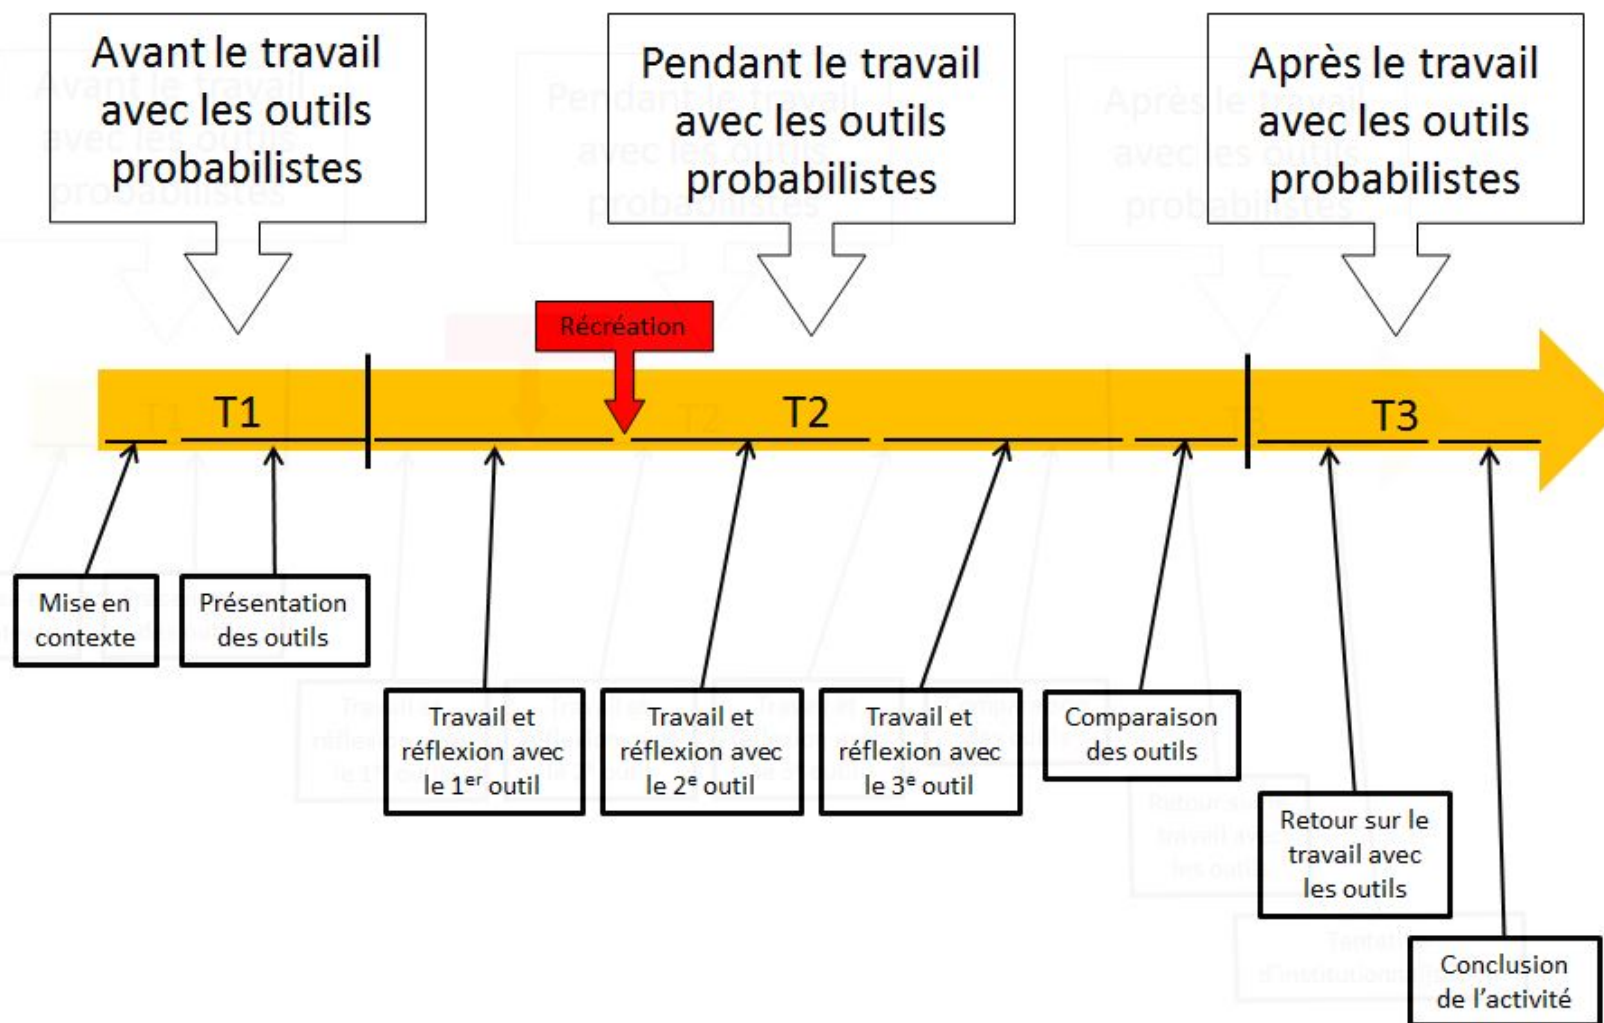 Avant le travail
avec les outils
probabilistes
Pendant le travail
avec les outils
probabilistes
Après le travail
avec les outils
probabilistes
Récréation
T1
T2
T3
Mise en
contexte
Présentation
des outils
Travail et
réflexion avec
le 1er outil
Travail et
réflexion avec
le 2e outil
Travail et
réflexion avec
le 3e outil
Comparaison
des outils
Retour sur le
travail avec
les outils
Conclusion
de l'activité